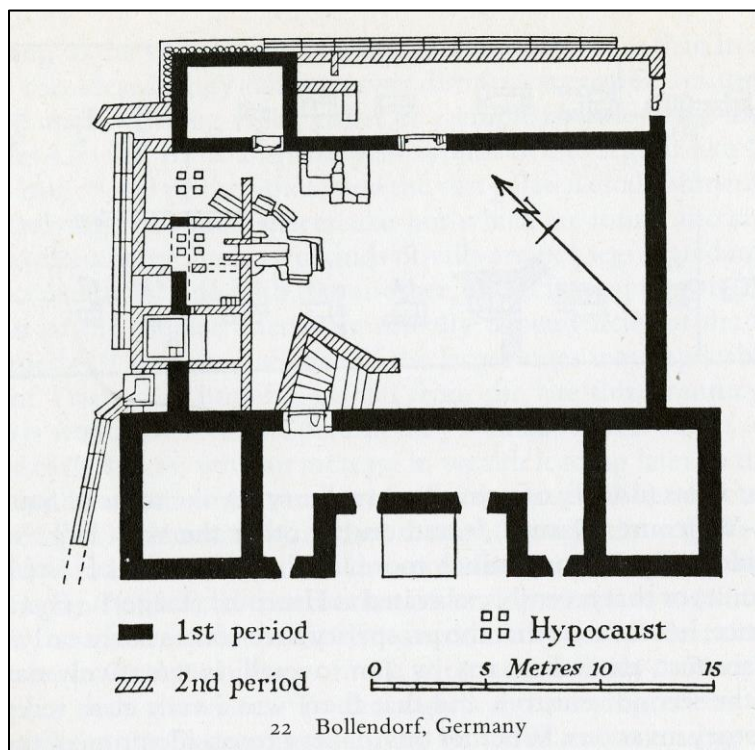 N
1st period
Hypocaust
2nd period
0 5 Metres 10 15
22 Bollendorf, Germany